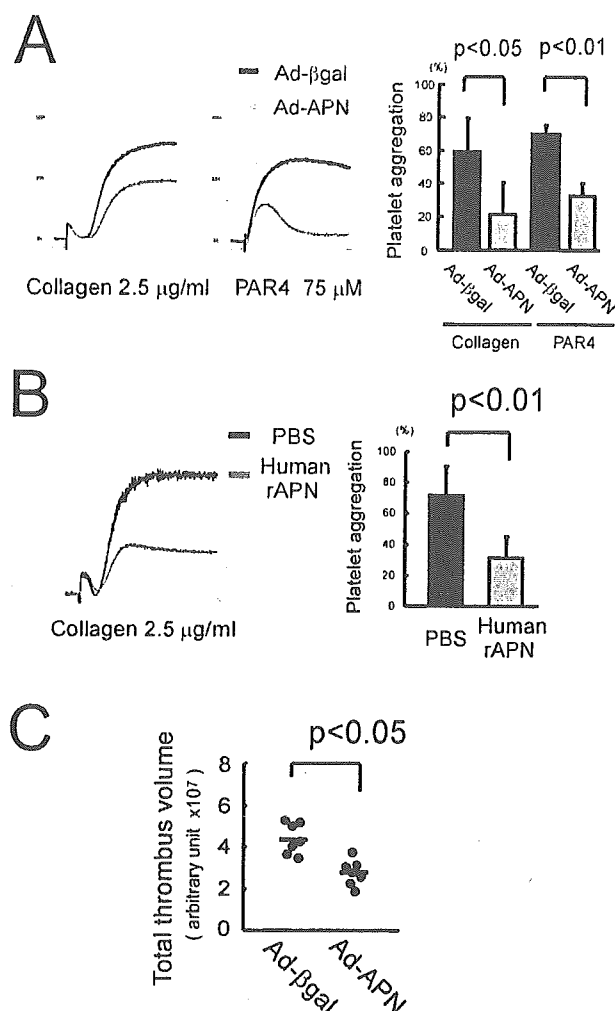 A
Ad-βgal
Ad-APN
Collagen 2.5 μg/ml
PAR4 75 μM
p<0.05 p<0.01
(%)
Platelet aggregation
100
80
60
40
20
Ad-βgal
Ad-APN
Ad-βgal
Ad-APN
Collagen
PAR4
B
PBS
Human
rAPN
Collagen 2.5 μg/ml
p<0.01
(%)
Platelet aggregation
100
80
60
40
20
0
PBS
Human
rAPN
C
p<0.05
Total thrombus volume
( arbitrary unit x10⁷)
8
6
4
2
0
Ad-βgal
Ad-APN